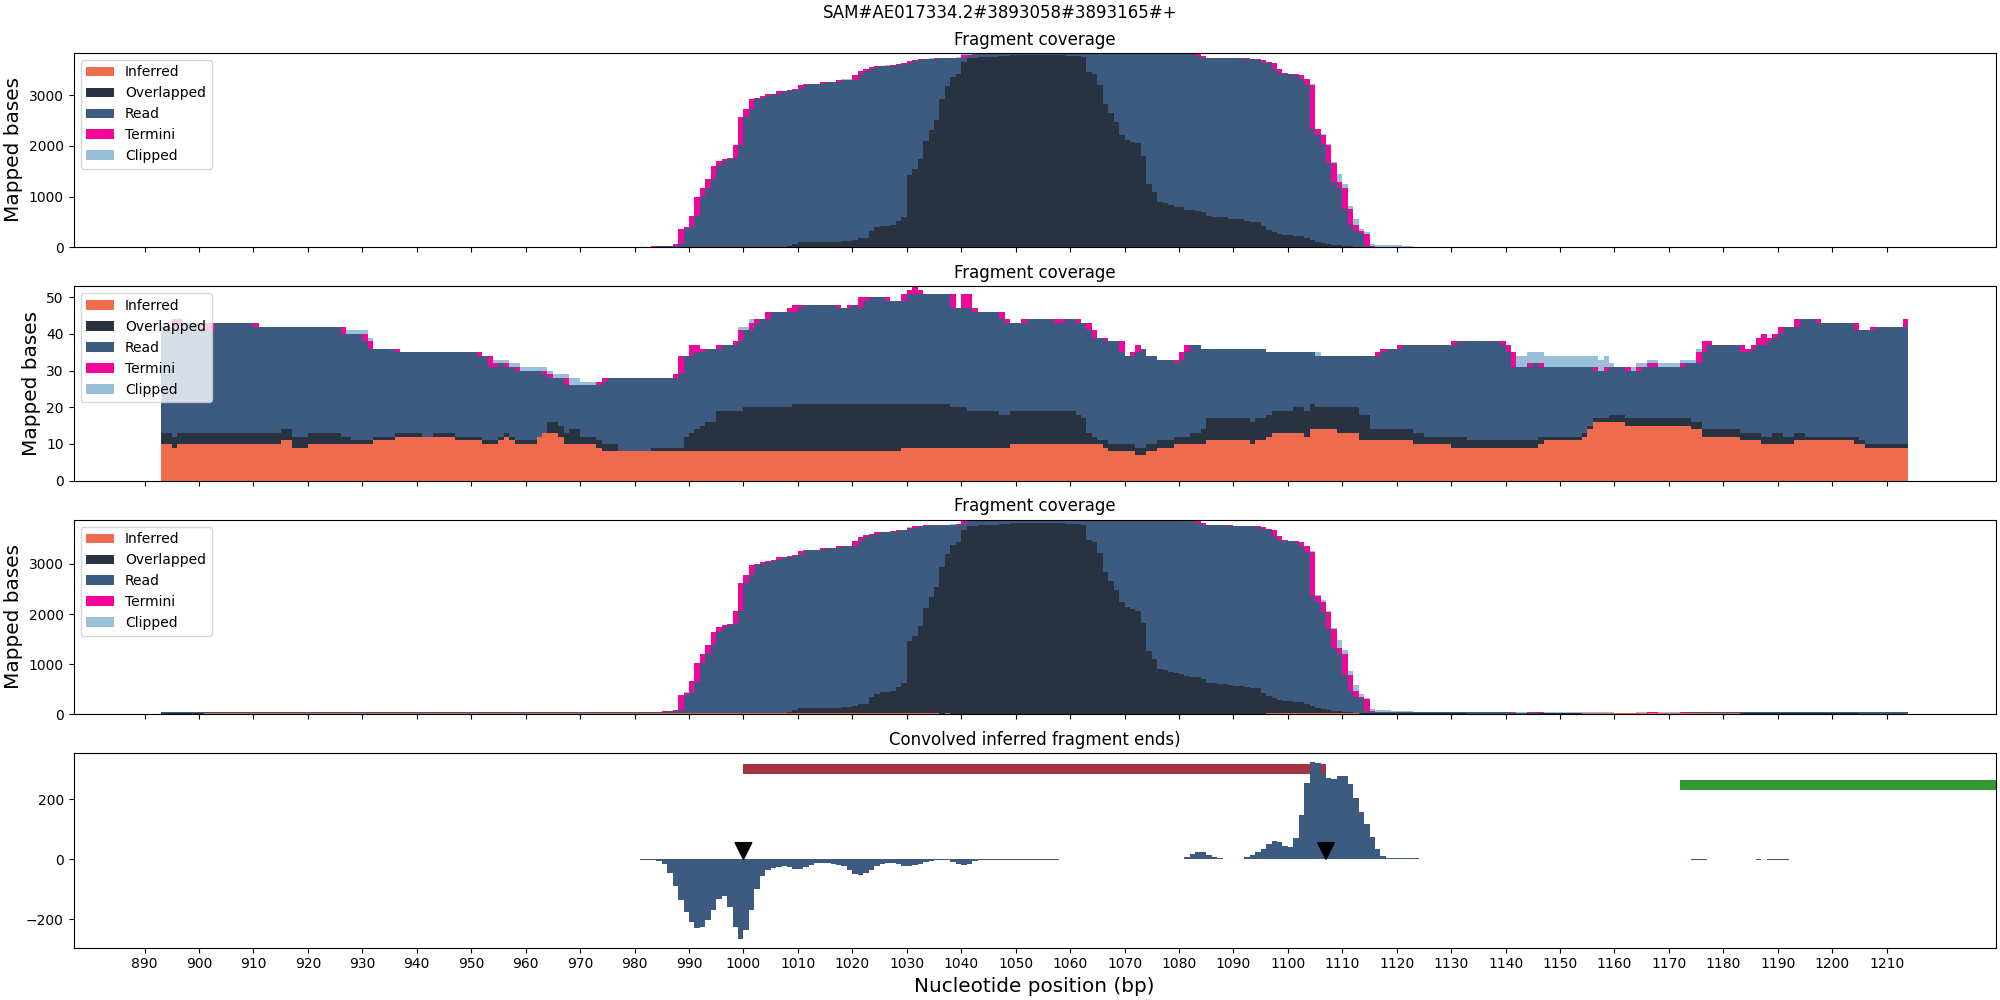 SAM#AE017334.2#3893058#3893165#+
Fragment coverage
Mapped bases
3000
2000
1000
0
Inferred
Overlapped
Read
Termini
Clipped
Fragment coverage
Mapped bases
50
40
30
20
10
0
Inferred
Overlapped
Read
Termini
Clipped
Fragment coverage
Mapped bases
3000
2000
1000
0
Inferred
Overlapped
Read
Termini
Clipped
Convolved inferred fragment ends)
200
0
−200
890 900 910 920 930 940 950 960 970 980 990 1000 1010 1020 1030 1040 1050 1060 1070 1080 1090 1100 1110 1120 1130 1140 1150 1160 1170 1180 1190 1200 1210
Nucleotide position (bp)